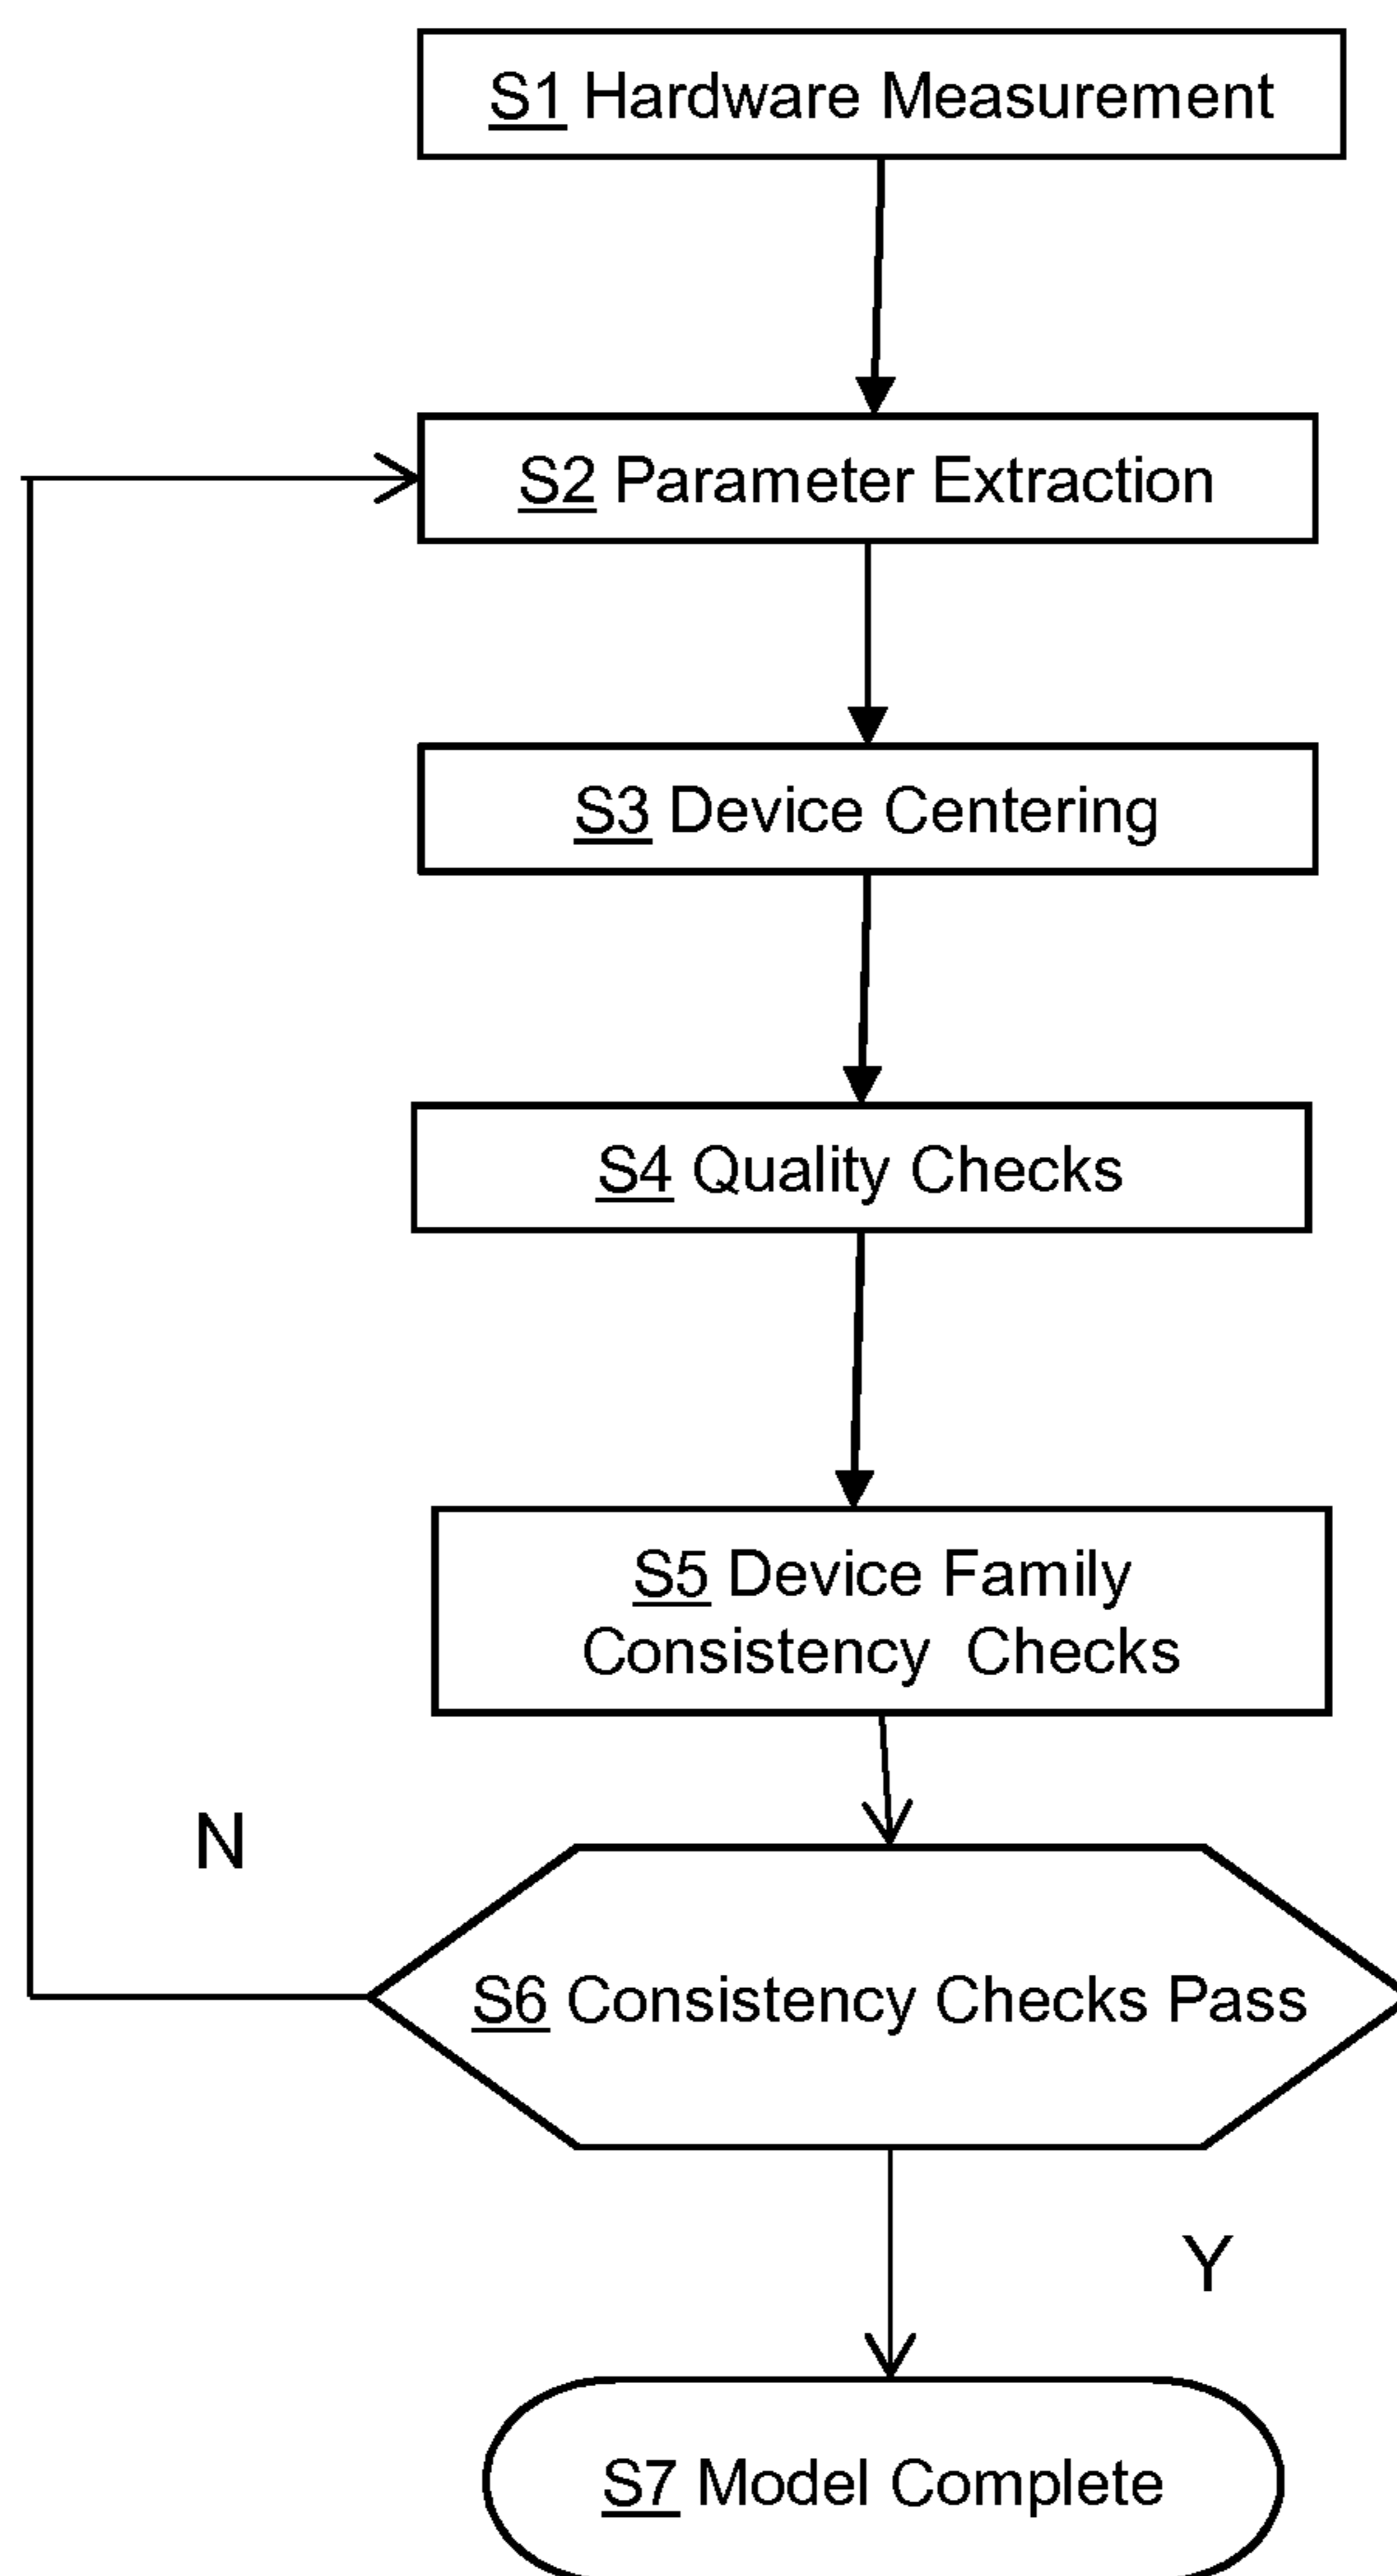 S1 Hardware Measurement
S2 Parameter Extraction
S3 Device Centering
S4 Quality Checks
S5 Device Family
Consistency Checks
N
S6 Consistency Checks Pass
Y
S7 Model Complete